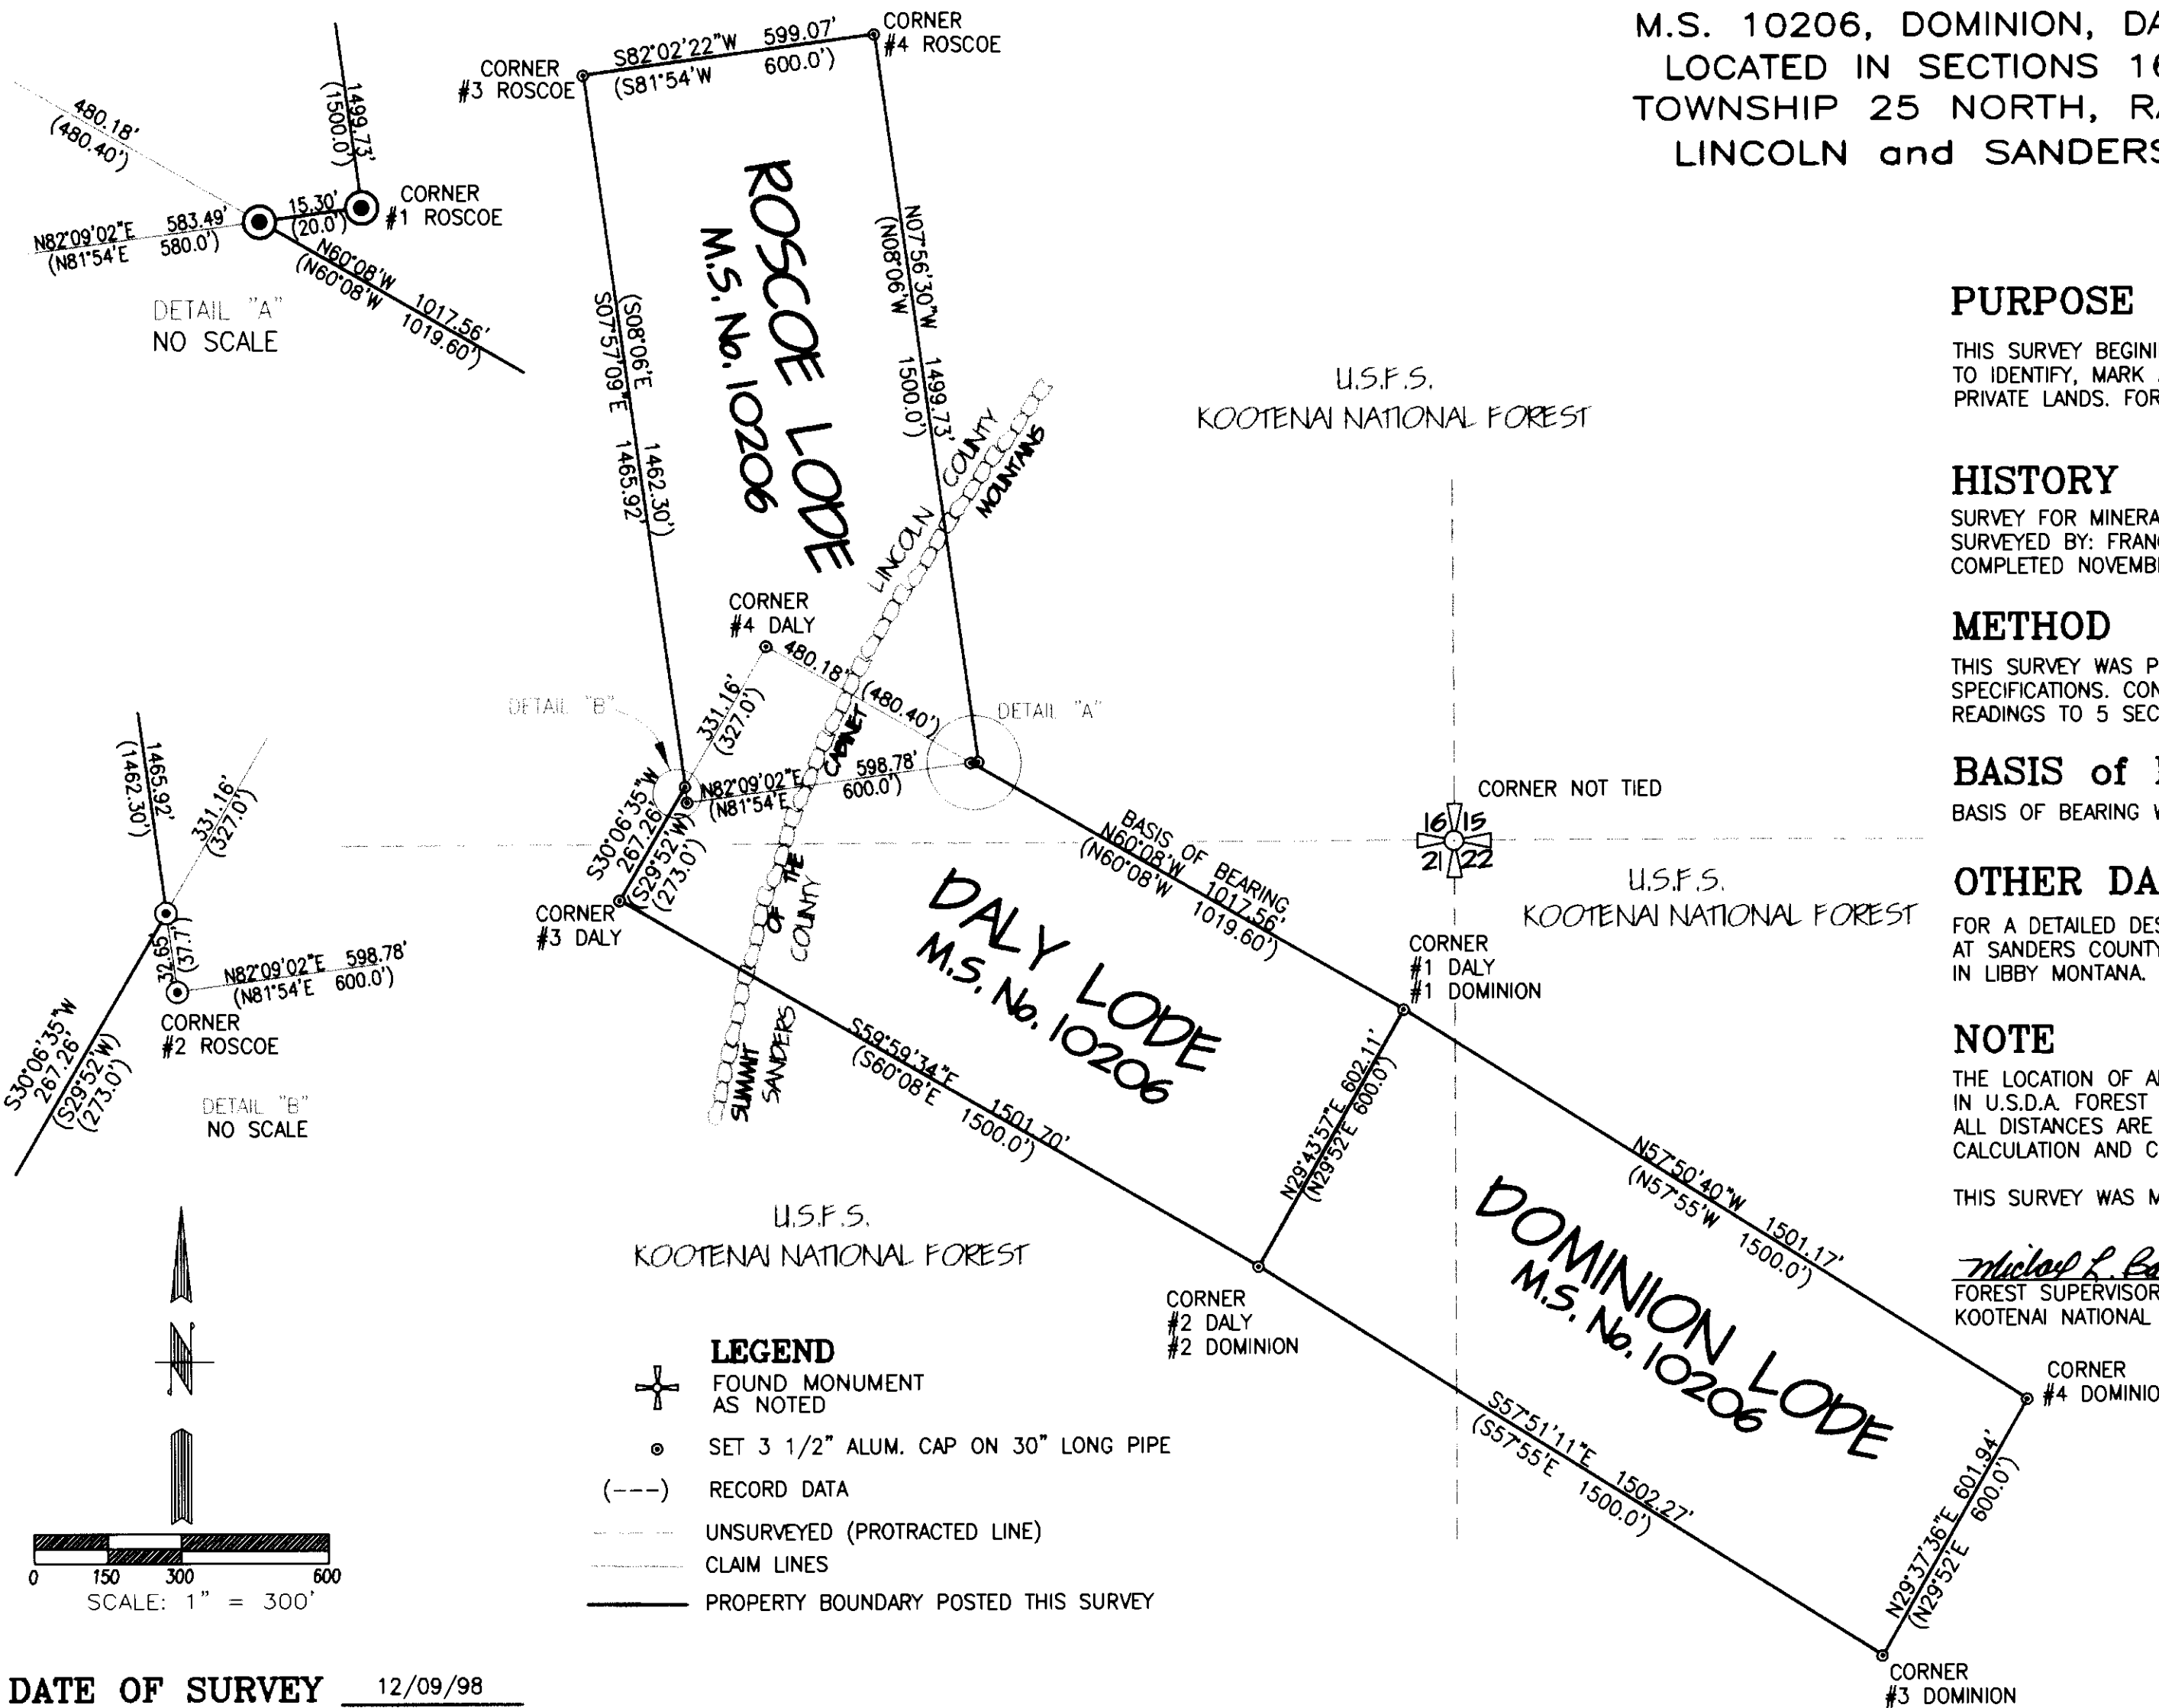 M.S. 10206, DOMINION, DA
LOCATED IN SECTIONS 16
TOWNSHIP 25 NORTH, RA
LINCOLN and SANDERS
CORNER
#3 ROSCOE
S82°02'22"W 599.07'
(S81°54'W 600.0')
CORNER
#4 ROSCOE
480.18'
(480.40')
1499.73'
(1500.0')
CORNER
#1 ROSCOE
15.30'
(20.0')
N82°09'02"E 583.49'
(N81°54'E 580.0')
N60°08'W 1017.56'
(N60°08'W 1019.60')
DETAIL "A"
NO SCALE
ROSCOE LODE
M.S. No. 10206
(S08°06'E 1462.30')
S07°57'09"E 1465.92'
N07°56'30"W 1499.73'
(N08°06'W 1500.0')
LINCOLN COUNTY
SUMMIT OF THE CABINET MOUNTAINS
SANDERS COUNTY
U.S.F.S.
KOOTENAI NATIONAL FOREST
PURPOSE
THIS SURVEY BEGINI
TO IDENTIFY, MARK
PRIVATE LANDS. FOR
HISTORY
SURVEY FOR MINERA
SURVEYED BY: FRAN
COMPLETED NOVEMB
METHOD
THIS SURVEY WAS P
SPECIFICATIONS. CON
READINGS TO 5 SEC
BASIS of
BASIS OF BEARING W
OTHER DA
FOR A DETAILED DES
AT SANDERS COUNTY
IN LIBBY MONTANA.
NOTE
THE LOCATION OF A
IN U.S.D.A. FOREST
ALL DISTANCES ARE
CALCULATION AND C
THIS SURVEY WAS M
Michael L. Ba
FOREST SUPERVISOR
KOOTENAI NATIONAL
CORNER
#4 DALY
480.18' (480.40')
331.16'
(327.0')
DETAIL "B"
DETAIL "A"
N82°09'02"E 598.78'
(N81°54'E 600.0')
S30°06'35"W
267.26'
(S29°52'W)
(273.0')
CORNER
#3 DALY
CORNER NOT TIED
16 15
21 22
U.S.F.S.
KOOTENAI NATIONAL FOREST
BASIS OF BEARING
N60°08'W 1017.56'
(N60°08'W 1019.60')
DALY LODE
M.S. No. 10206
CORNER
#1 DALY
#1 DOMINION
S59°59'34"E 1501.70'
(S60°08'E 1500.0')
N29°43'57"E 602.11'
(N29°52'E 600.0')
1465.92'
(1462.30')
331.16'
(327.0')
32.65'
(37.7')
N82°09'02"E 598.78'
(N81°54'E 600.0')
CORNER
#2 ROSCOE
S30°06'35"W
267.26'
(S29°52'W)
(273.0')
DETAIL "B"
NO SCALE
U.S.F.S.
KOOTENAI NATIONAL FOREST
CORNER
#2 DALY
#2 DOMINION
N57°50'40"W 1501.17'
(N57°55'W 1500.0')
DOMINION LODE
M.S. No. 10206
S57°51'11"E 1502.27'
(S57°55'E 1500.0')
CORNER
#4 DOMINIO
N29°37'36"E 601.94'
(N29°52'E 600.0')
CORNER
#3 DOMINION
N
0 150 300 600
SCALE: 1" = 300'
LEGEND
FOUND MONUMENT
AS NOTED
SET 3 1/2" ALUM. CAP ON 30" LONG PIPE
(---) RECORD DATA
UNSURVEYED (PROTRACTED LINE)
CLAIM LINES
PROPERTY BOUNDARY POSTED THIS SURVEY
DATE OF SURVEY 12/09/98